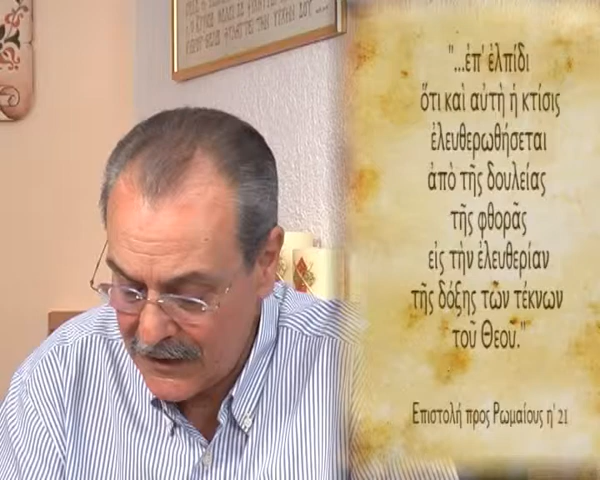 "...ἐπ' ἐλπίδι
ὅτι καὶ αὐτὴ ἡ κτίσις
ἐλευθερωθήσεται
ἀπὸ τῆς δουλείας
τῆς φθορᾶς
εἰς τὴν ἐλευθερίαν
τῆς δόξης τῶν τέκνων
τοῦ Θεοῦ."
Επιστολή προς Ρωμαίους η' 21